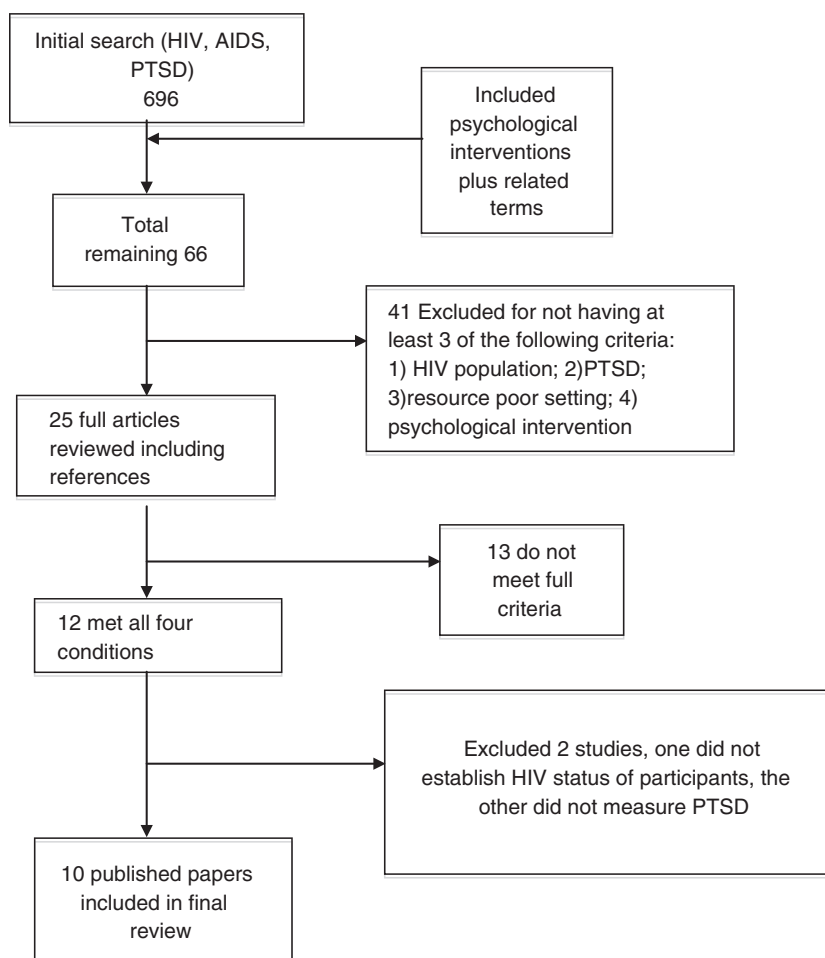 Initial search (HIV, AIDS,
PTSD)
696
Included
psychological
interventions
plus related
terms
Total
remaining 66
41 Excluded for not having at
least 3 of the following criteria:
1) HIV population; 2)PTSD;
3)resource poor setting; 4)
psychological intervention
25 full articles
reviewed including
references
13 do not
meet full
criteria
12 met all four
conditions
Excluded 2 studies, one did not
establish HIV status of participants, the
other did not measure PTSD
10 published papers
included in final
review